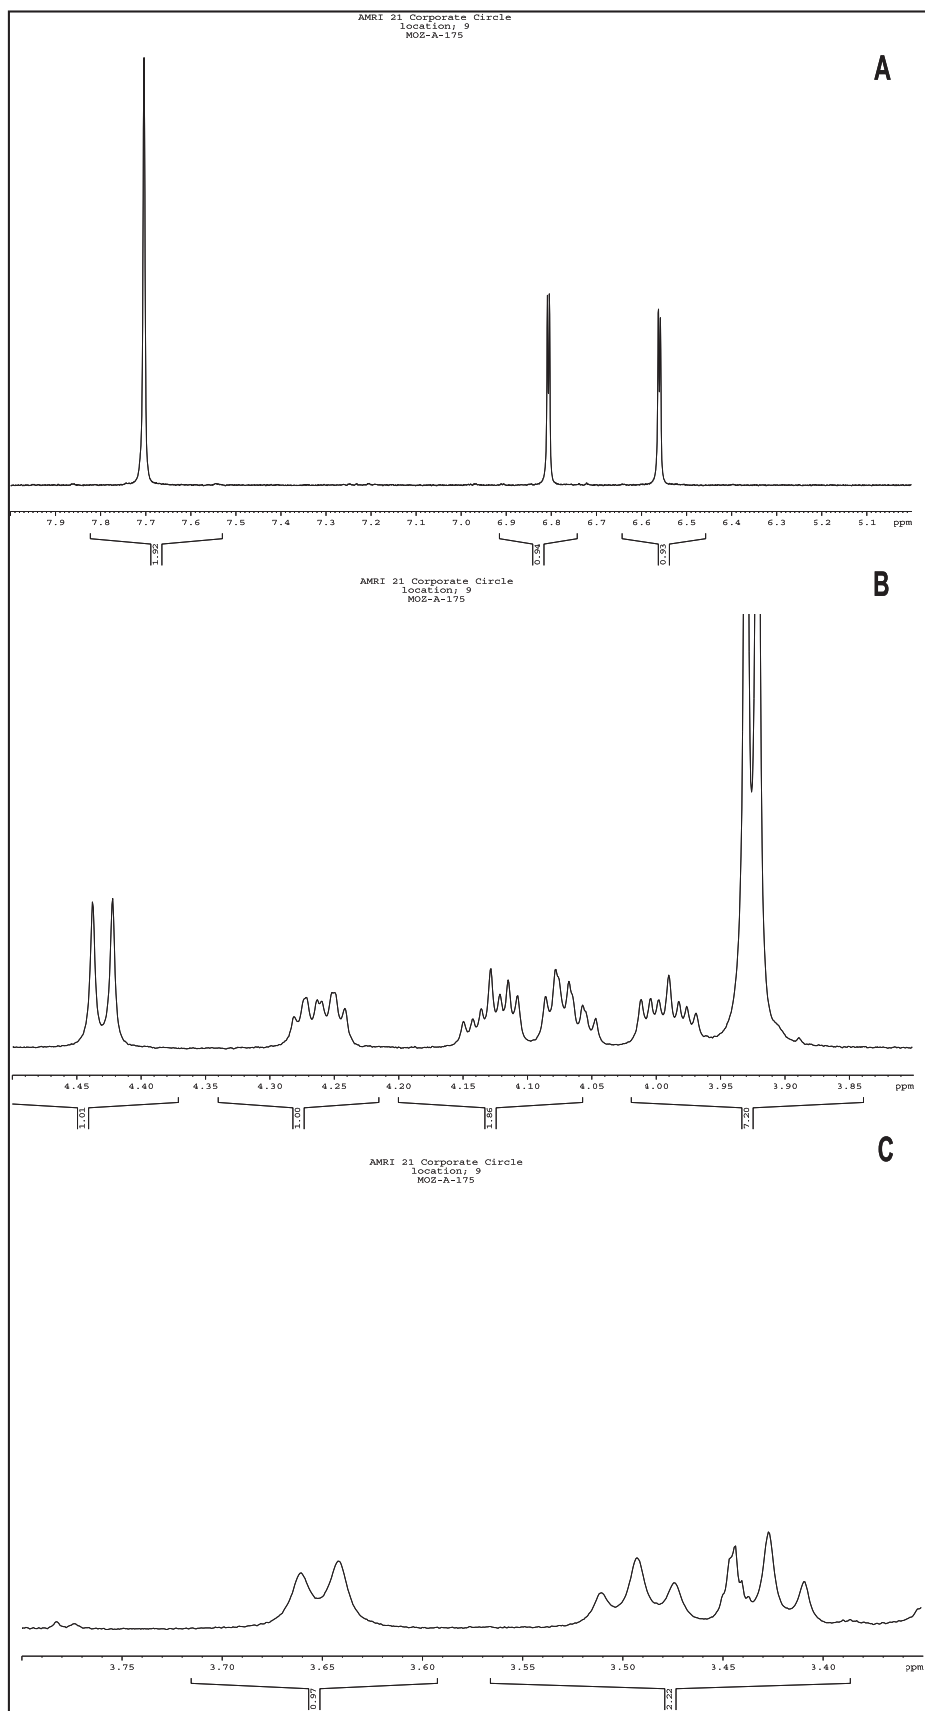 AMRI 21 Corporate Circle
location; 9
MOZ-A-175
A
7.9 7.8 7.7 7.6 7.5 7.4 7.3 7.2 7.1 7.0 6.9 6.8 6.7 6.6 6.5 6.4 6.3 6.2 6.1 ppm
1.92 0.94 0.93
AMRI 21 Corporate Circle
location; 9
MOZ-A-175
B
4.45 4.40 4.35 4.30 4.25 4.20 4.15 4.10 4.05 4.00 3.95 3.90 3.85 ppm
1.01 1.00 1.86 7.20
AMRI 21 Corporate Circle
location; 9
MOZ-A-175
C
3.75 3.70 3.65 3.60 3.55 3.50 3.45 3.40 ppm
0.97 2.22